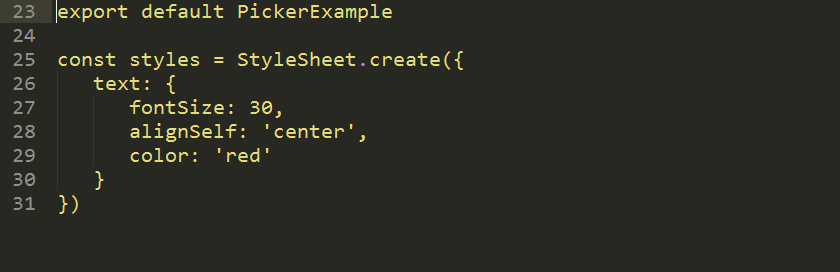 23 export default PickerExample
24
25 const styles = StyleSheet.create({
26    text: {
27       fontSize: 30,
28       alignSelf: 'center',
29       color: 'red'
30    }
31 })